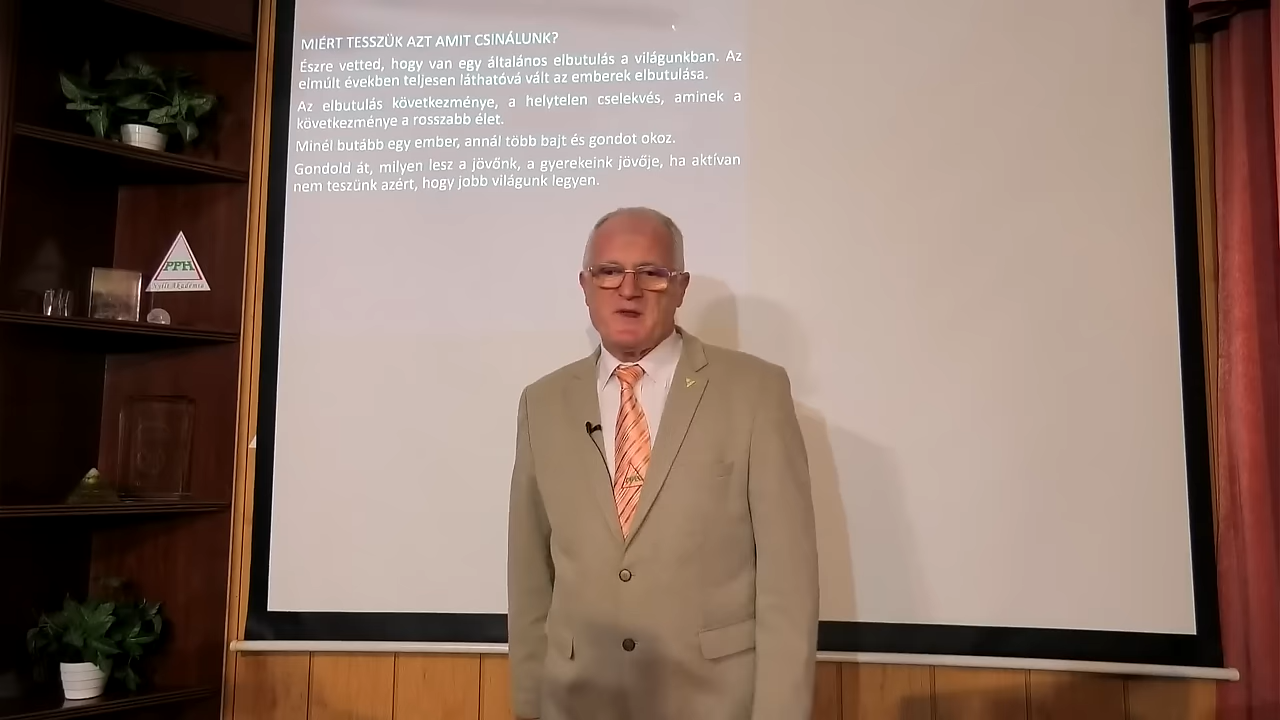 MIÉRT TESSZÜK AZT AMIT CSINÁLUNK?
Észre vetted, hogy van egy általános elbutulás a világunkban. Az
elmúlt években teljesen láthatóvá vált az emberek elbutulása.
Az elbutulás következménye, a helytelen cselekvés, aminek a
következménye a rosszabb élet.
Minél butább egy ember, annál több bajt és gondot okoz.
Gondold át, milyen lesz a jövőnk, a gyerekeink jövője, ha aktívan
nem teszünk azért, hogy jobb világunk legyen.
PPH
Nyílt Akadémia
PPH